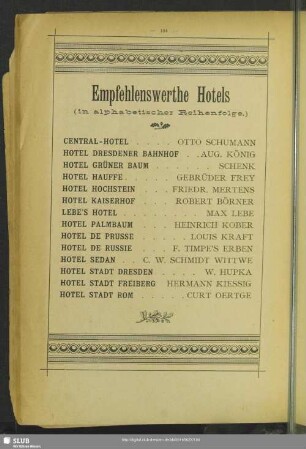 Empfehlenswerthe Hotels
(in alphabetischer Reihenfolge.)
CENTRAL-HOTEL . . . . OTTO SCHUMANN
HOTEL DRESDENER BAHNHOF . . AUG. KÖNIG
HOTEL GRÜNER BAUM . . . . . SCHENK
HOTEL HAUFFE . . . . GEBRÜDER FREY
HOTEL HOCHSTEIN . . . FRIEDR. MERTENS
HOTEL KAISERHOF . . . ROBERT BÖRNER
LEBE'S HOTEL . . . . . . MAX LEBE
HOTEL PALMBAUM . . . HEINRICH KOBER
HOTEL DE PRUSSE . . . . LOUIS KRAFT
HOTEL DE RUSSIE . . . F. TIMPE'S ERBEN
HOTEL SEDAN . . C. W. SCHMIDT WITTWE
HOTEL STADT DRESDEN . . . . . W. HUPKA
HOTEL STADT FREIBERG HERMANN KIESSIG
HOTEL STADT ROM . . . . CURT OERTGE
SLUB